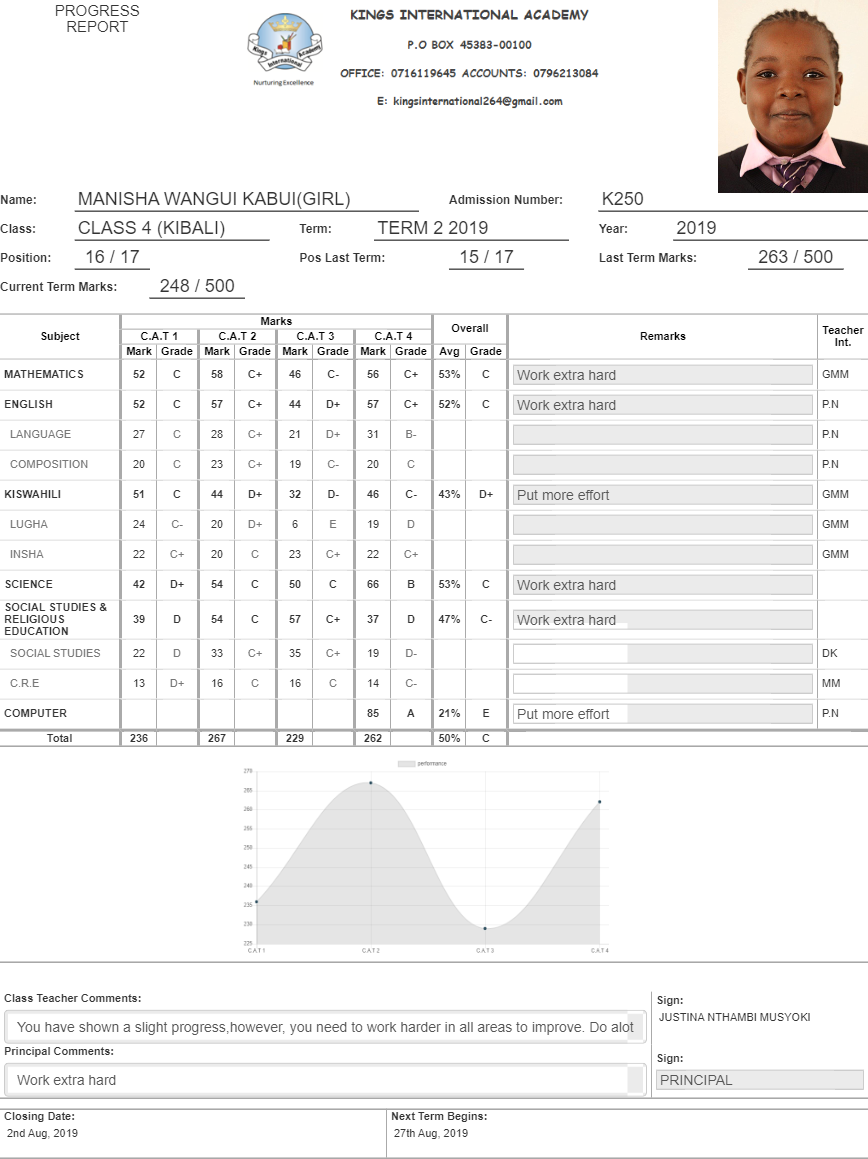 PROGRESS
REPORT
Kings Academy
International
Nurturing Excellence
KINGS INTERNATIONAL ACADEMY
P.O BOX 45383-00100
OFFICE: 0716119645 ACCOUNTS: 0796213084
E: kingsinternational264@gmail.com
Name: MANISHA WANGUI KABUI(GIRL) Admission Number: K250
Class: CLASS 4 (KIBALI) Term: TERM 2 2019 Year: 2019
Position: 16 / 17 Pos Last Term: 15 / 17 Last Term Marks: 263 / 500
Current Term Marks: 248 / 500
Subject Marks Overall Remarks Teacher Int.
C.A.T 1 C.A.T 2 C.A.T 3 C.A.T 4
Mark Grade Mark Grade Mark Grade Mark Grade Avg Grade
MATHEMATICS 52 C 58 C+ 46 C- 56 C+ 53% C Work extra hard GMM
ENGLISH 52 C 57 C+ 44 D+ 57 C+ 52% C Work extra hard P.N
LANGUAGE 27 C 28 C+ 21 D+ 31 B- P.N
COMPOSITION 20 C 23 C+ 19 C- 20 C P.N
KISWAHILI 51 C 44 D+ 32 D- 46 C- 43% D+ Put more effort GMM
LUGHA 24 C- 20 D+ 6 E 19 D GMM
INSHA 22 C+ 20 C 23 C+ 22 C+ GMM
SCIENCE 42 D+ 54 C 50 C 66 B 53% C Work extra hard
SOCIAL STUDIES &
RELIGIOUS
EDUCATION 39 D 54 C 57 C+ 37 D 47% C- Work extra hard
SOCIAL STUDIES 22 D 33 C+ 35 C+ 19 D- DK
C.R.E 13 D+ 16 C 16 C 14 C- MM
COMPUTER 85 A 21% E Put more effort P.N
Total 236 267 229 262 50% C
performance
270
265
260
255
250
245
240
235
230
225
C.A.T 1 C.A.T 2 C.A.T 3 C.A.T 4
Class Teacher Comments:
You have shown a slight progress,however, you need to work harder in all areas to improve. Do alot
Sign:
JUSTINA NTHAMBI MUSYOKI
Principal Comments:
Work extra hard
Sign:
PRINCIPAL
Closing Date:
2nd Aug, 2019
Next Term Begins:
27th Aug, 2019